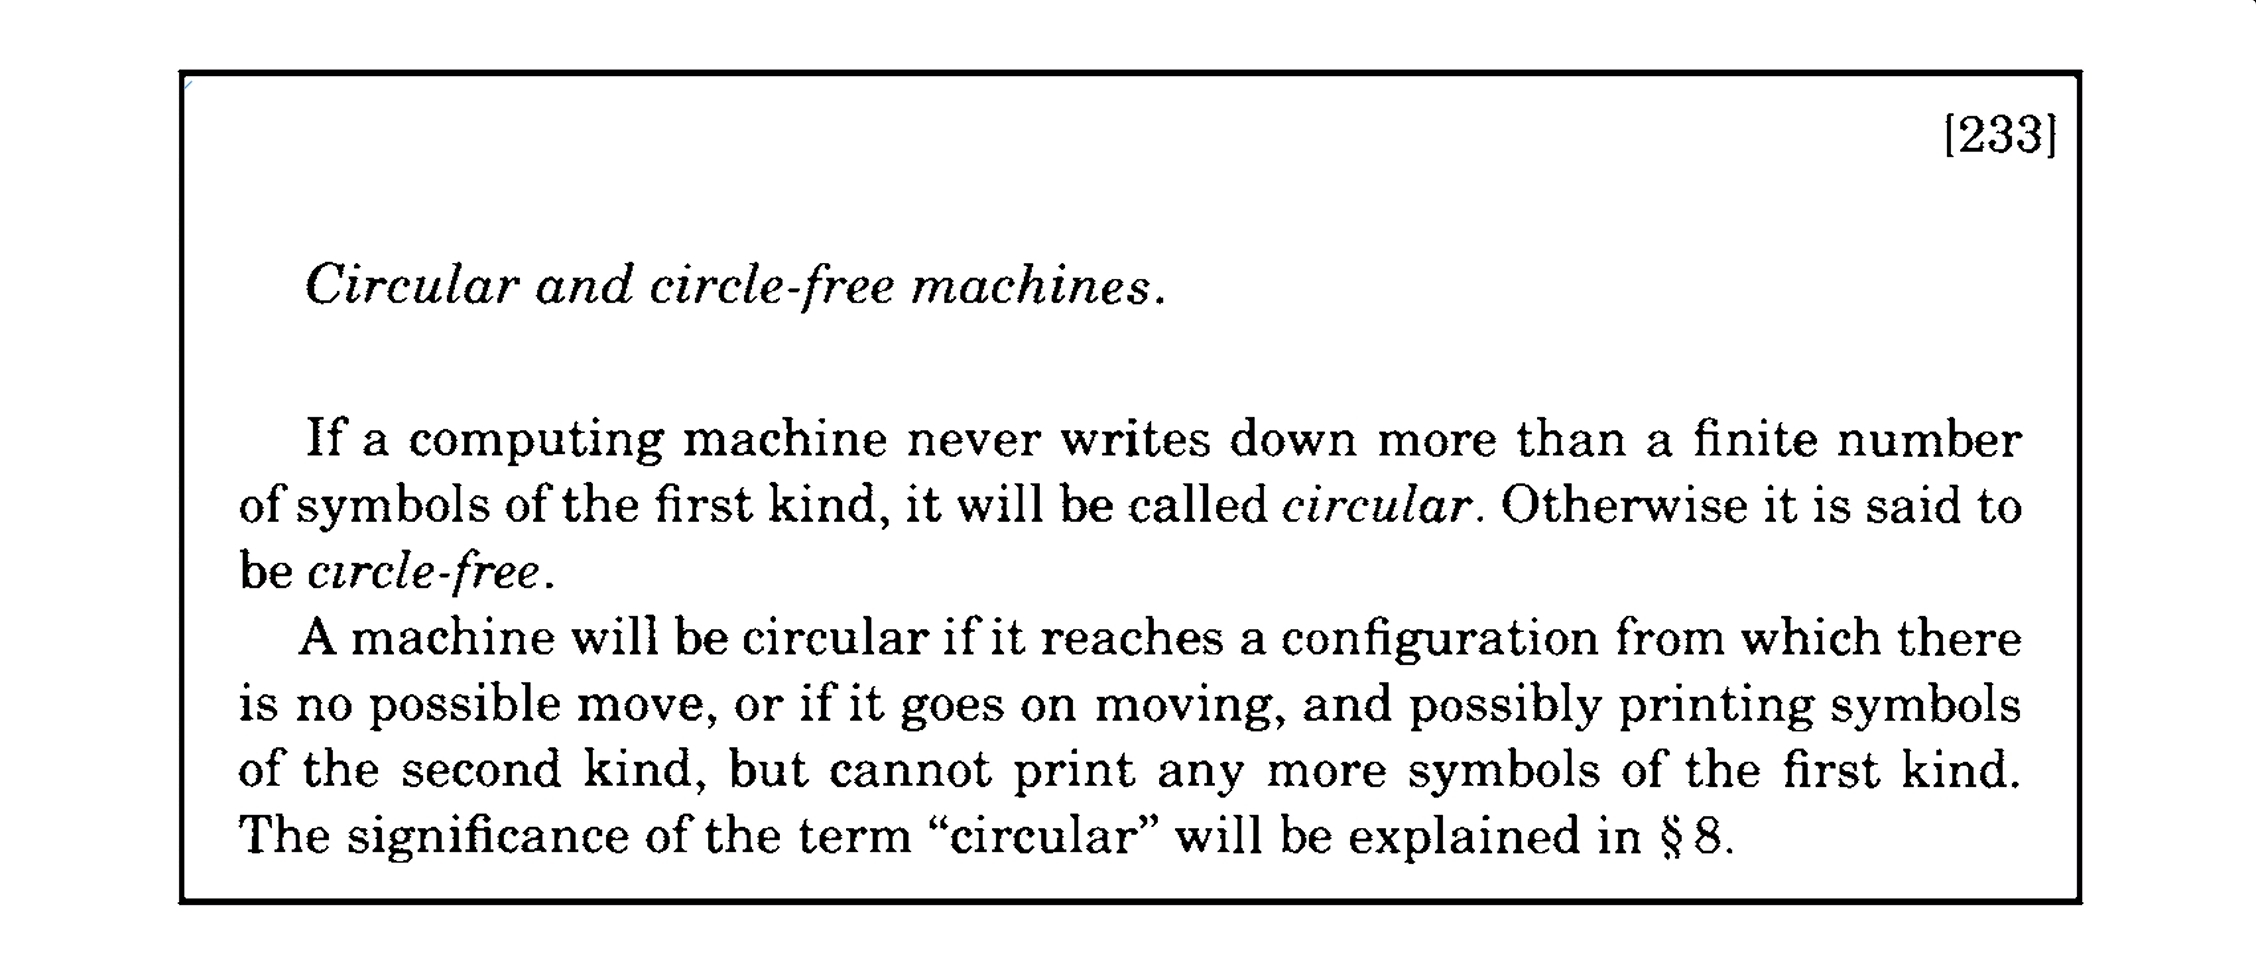 [233]
Circular and circle-free machines.
If a computing machine never writes down more than a finite number
of symbols of the first kind, it will be called circular. Otherwise it is said to
be cırcle-free.
A machine will be circular if it reaches a configuration from which there
is no possible move, or if it goes on moving, and possibly printing symbols
of the second kind, but cannot print any more symbols of the first kind.
The significance of the term “circular” will be explained in § 8.